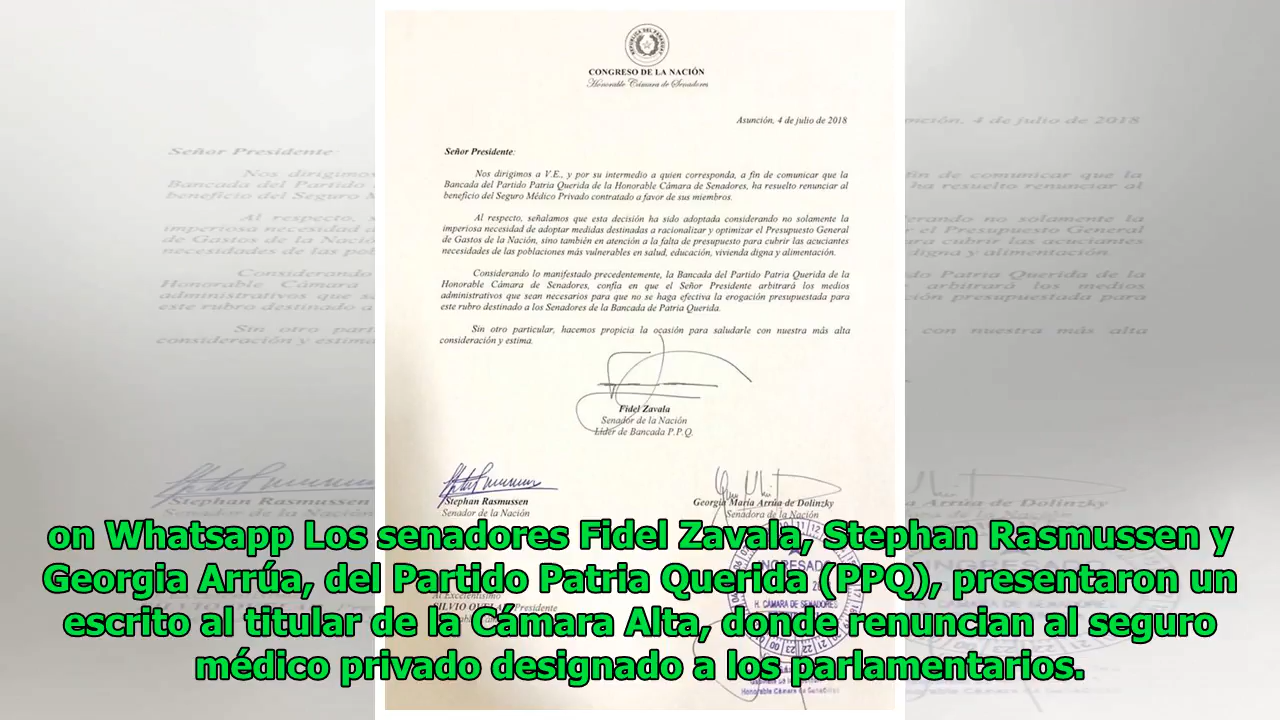 REPUBLICA DEL PARAGUAY
CONGRESO DE LA NACIÓN
Honorable Cámara de Senadores
Asunción, 4 de julio de 2018
Señor Presidente:
Nos dirigimos a V.E., y por su intermedio a quien corresponda, a fin de comunicar que la
Bancada del Partido Patria Querida de la Honorable Cámara de Senadores, ha resuelto renunciar al
beneficio del Seguro Médico Privado contratado a favor de sus miembros.
Al respecto, señalamos que esta decisión ha sido adoptada considerando no solamente la
imperiosa necesidad de adoptar medidas destinadas a racionalizar y optimizar el Presupuesto General
de Gastos de la Nación, sino también en atención a la falta de presupuesto para cubrir las acuciantes
necesidades de las poblaciones más vulnerables en salud, educación, vivienda digna y alimentación.
Considerando lo manifestado precedentemente, la Bancada del Partido Patria Querida de la
Honorable Cámara de Senadores, confía en que el Señor Presidente arbitrará los medios
administrativos que sean necesarios para que no se haga efectiva la erogación presupuestada para
este rubro destinado a los Senadores de la Bancada de Patria Querida.
Sin otro particular, hacemos propicia la ocasión para saludarle con nuestra más alta
consideración y estima.
Fidel Zavala
Senador de la Nación
Líder de Bancada P.P.Q.
Stephan Rasmussen
Senador de la Nación
Georgia María Arrúa de Dolinzky
Senadora de la Nación
on Whatsapp Los senadores Fidel Zavala, Stephan Rasmussen y
Georgia Arrúa, del Partido Patria Querida (PPQ), presentaron un
escrito al titular de la Cámara Alta, donde renuncian al seguro
médico privado designado a los parlamentarios.
Al Excelentísimo
Presidente
H. CÁMARA DE SENADORES
Honorable Cámara de Senadores